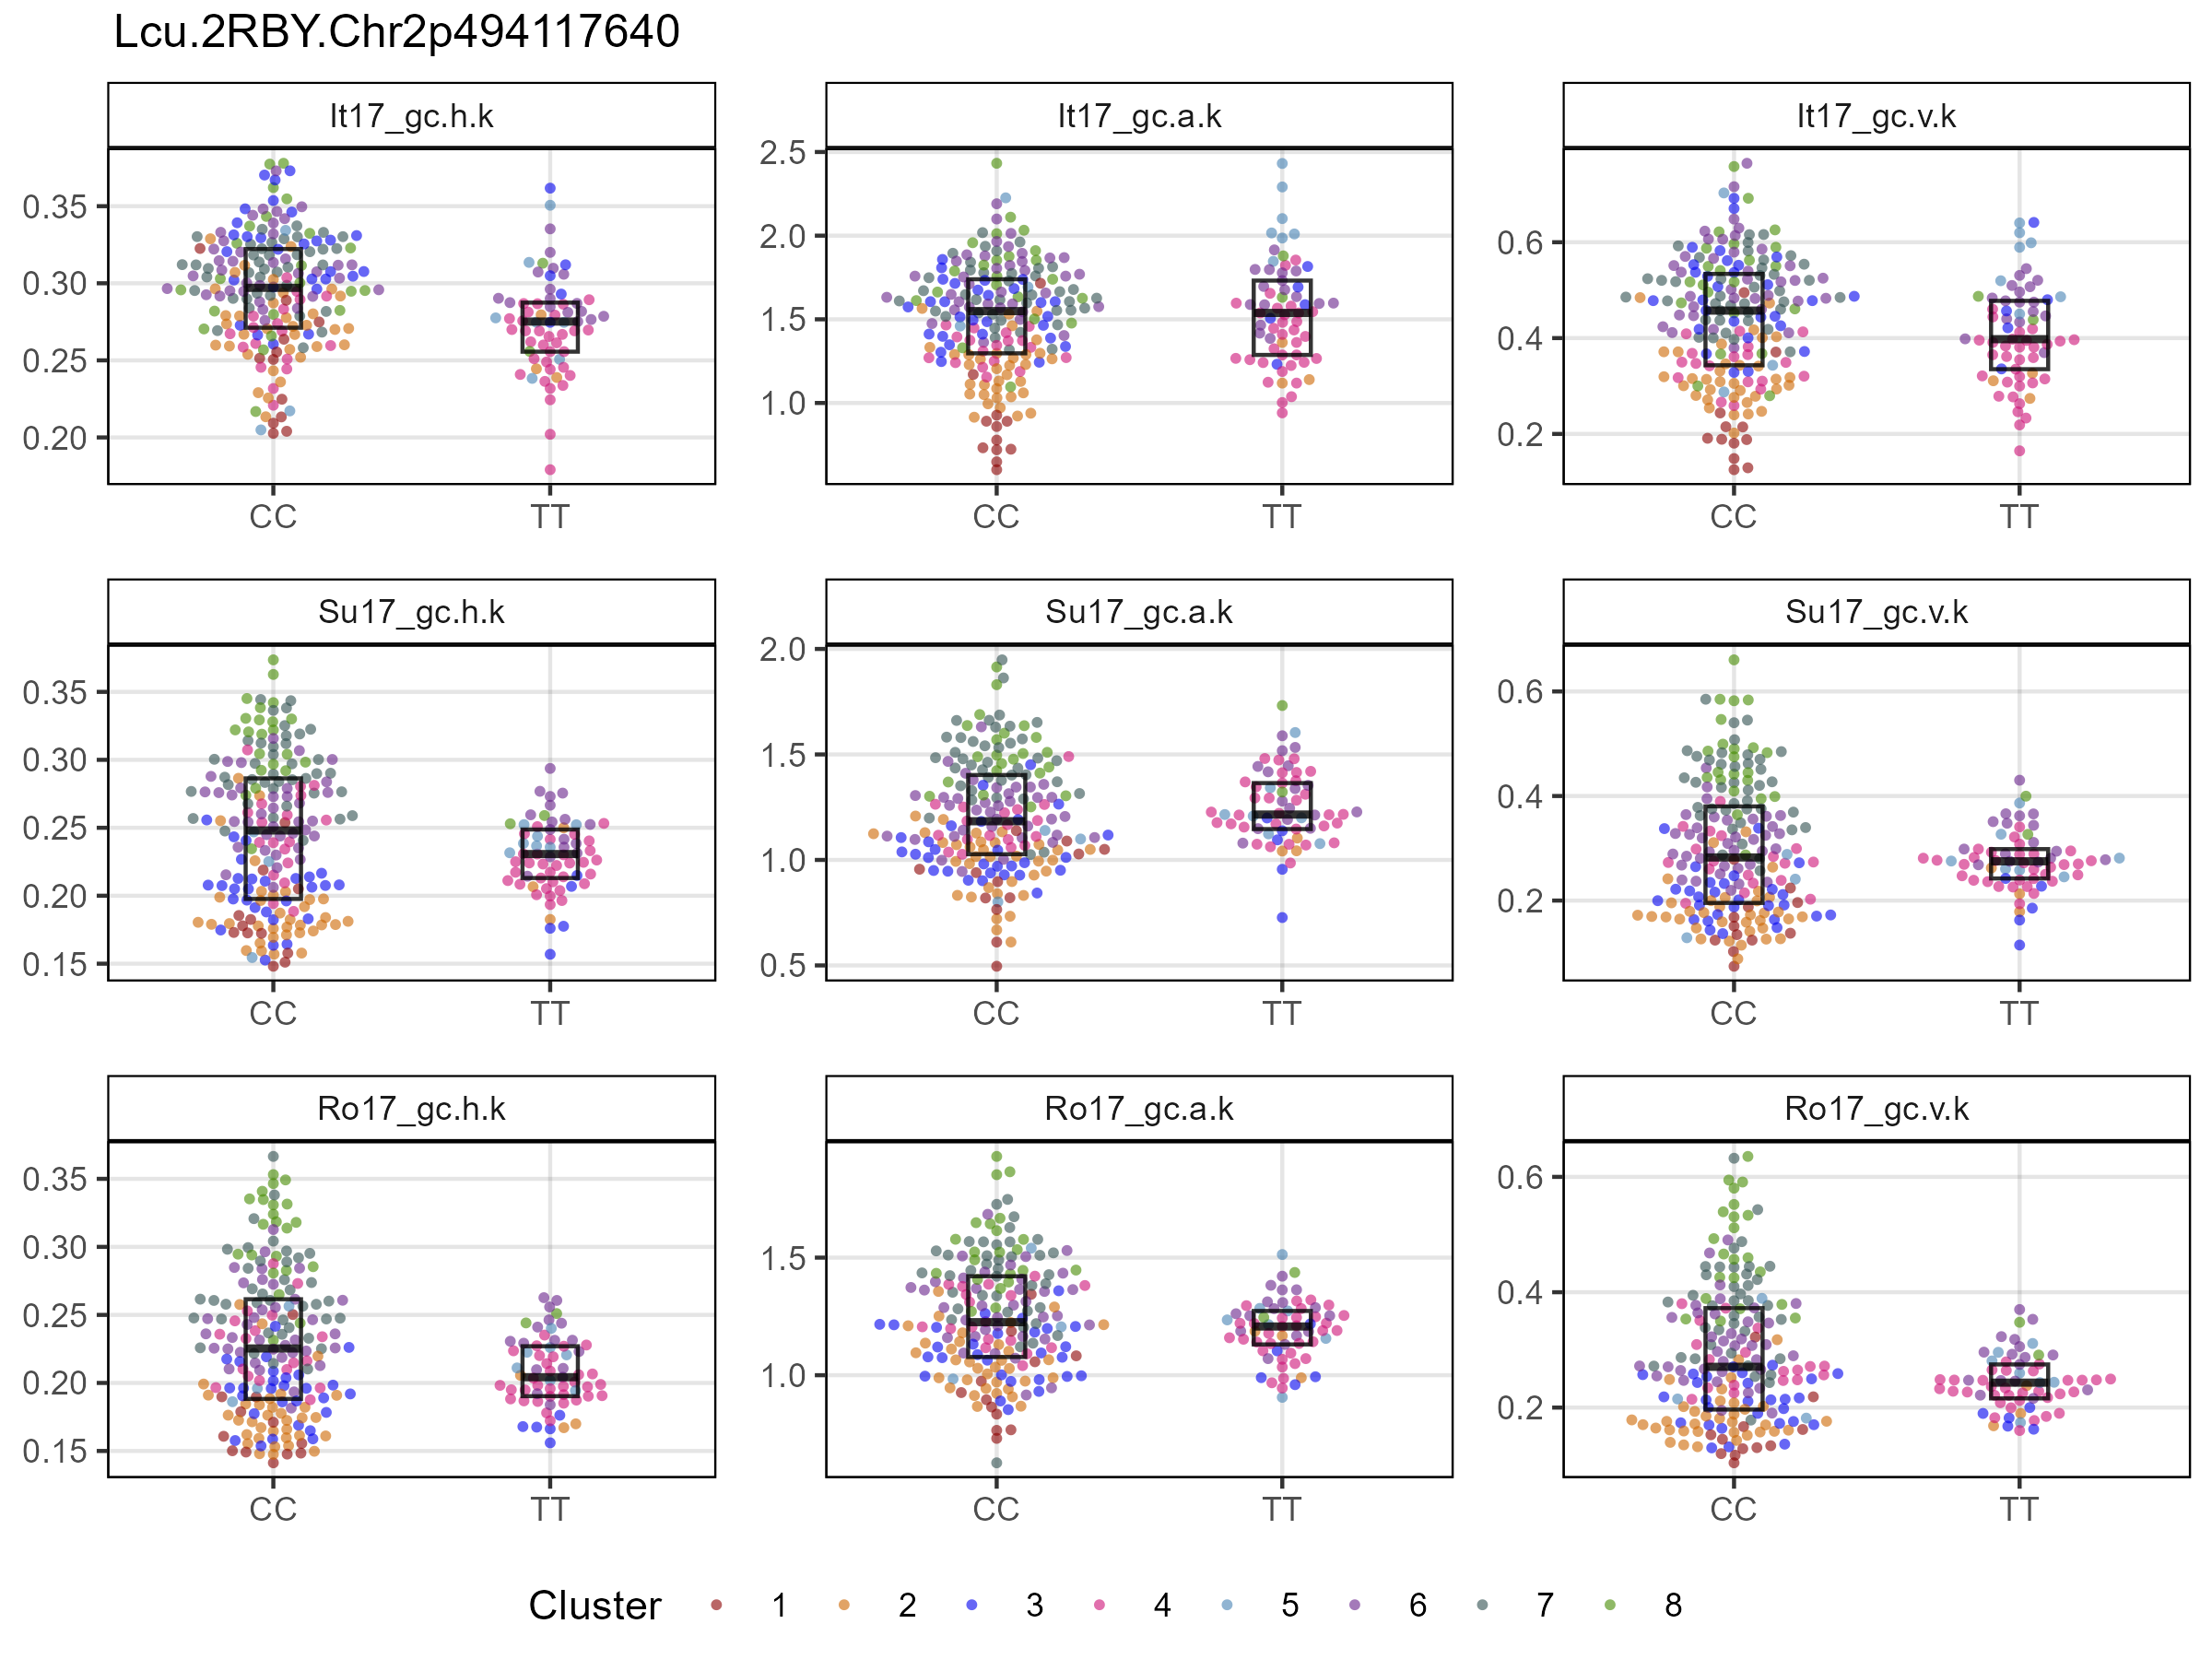 Lcu.2RBY.Chr2p494117640
It17_gc.h.k
It17_gc.a.k
It17_gc.v.k
0.35
0.30
0.25
0.20
CC TT
2.5
2.0
1.5
1.0
CC TT
0.6
0.4
0.2
CC TT
Su17_gc.h.k
Su17_gc.a.k
Su17_gc.v.k
0.35
0.30
0.25
0.20
0.15
CC TT
2.0
1.5
1.0
0.5
CC TT
0.6
0.4
0.2
CC TT
Ro17_gc.h.k
Ro17_gc.a.k
Ro17_gc.v.k
0.35
0.30
0.25
0.20
0.15
CC TT
1.5
1.0
CC TT
0.6
0.4
0.2
CC TT
Cluster 1 2 3 4 5 6 7 8